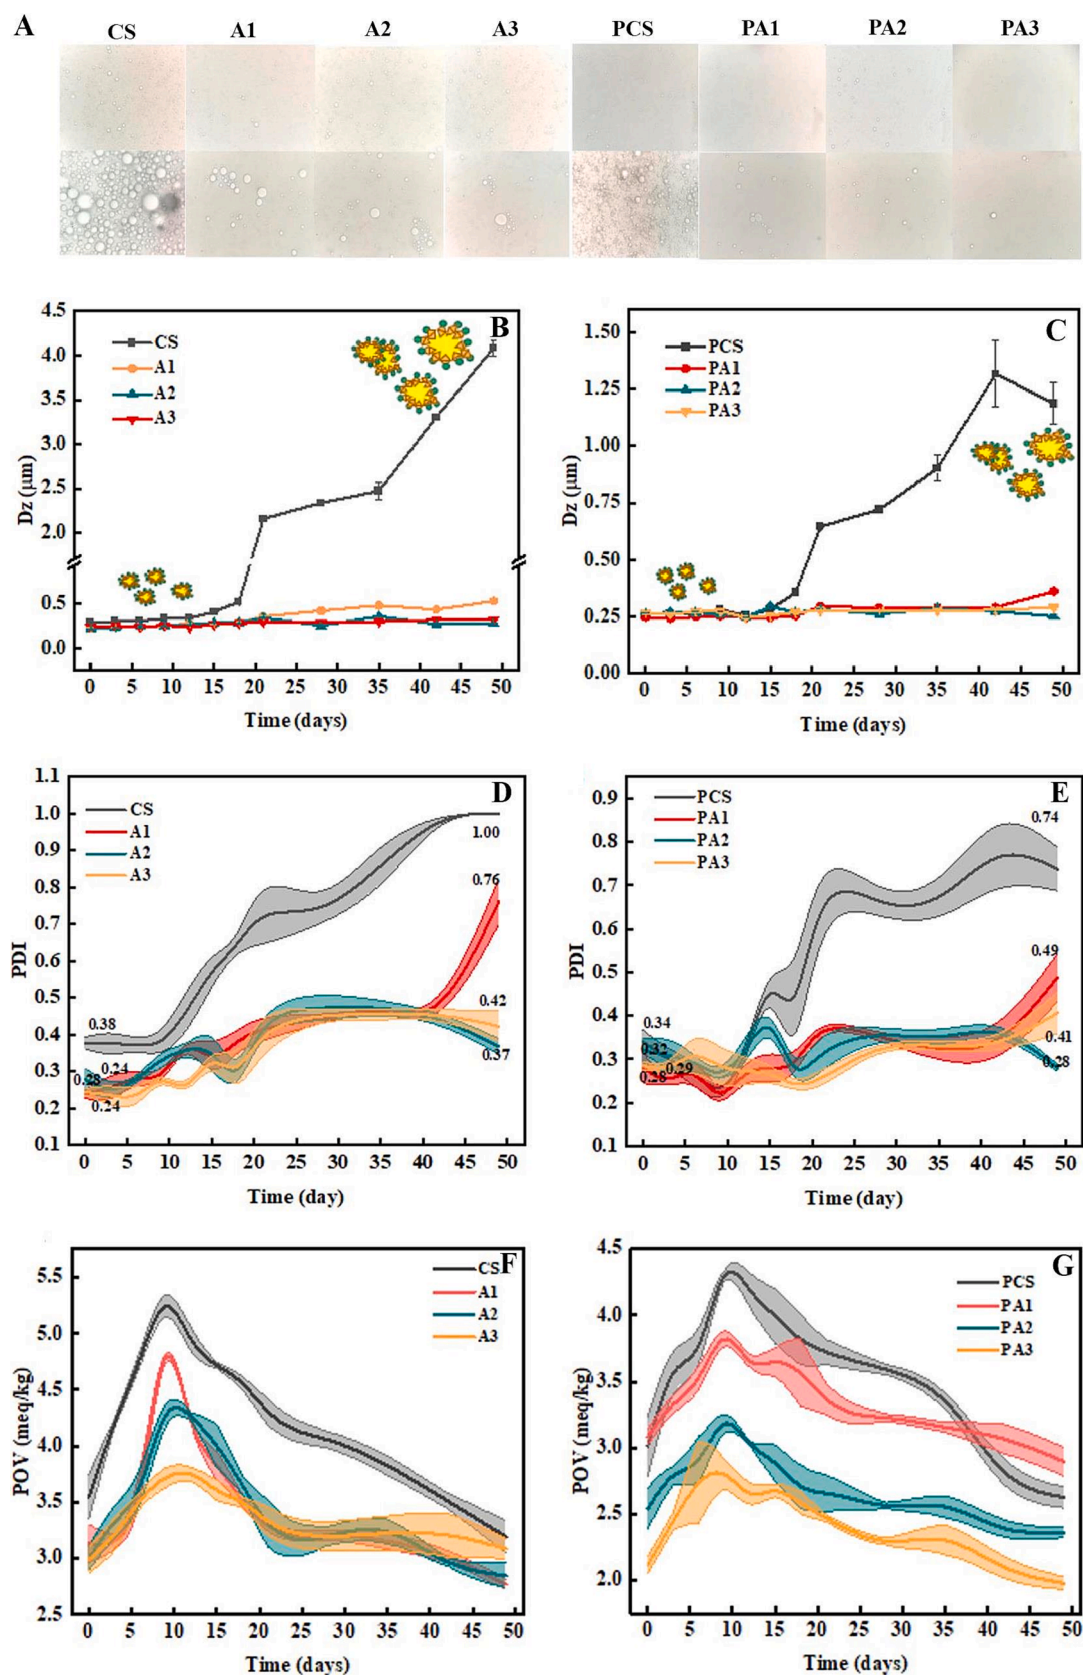 A
CS A1 A2 A3 PCS PA1 PA2 PA3
B
CS
A1
A2
A3
4.5
4.0
3.5
3.0
2.5
2.0
0.5
0.0
Dz (μm)
0 5 10 15 20 25 30 35 40 45 50
Time (days)
C
PCS
PA1
PA2
PA3
1.50
1.25
1.00
0.75
0.50
0.25
0.00
Dz (μm)
0 5 10 15 20 25 30 35 40 45 50
Time (days)
D
CS
A1
A2
A3
1.1
1.0
0.9
0.8
0.7
0.6
0.5
0.4
0.3
0.2
0.1
PDI
1.00
0.76
0.42
0.37
0.38
0.24
0.28
0.24
0 5 10 15 20 25 30 35 40 45 50
Time (day)
E
PCS
PA1
PA2
PA3
0.9
0.8
0.7
0.6
0.5
0.4
0.3
0.2
0.1
PDI
0.74
0.49
0.41
0.28
0.34
0.32
0.29
0.28
0 5 10 15 20 25 30 35 40 45 50
Time (day)
F
CS
A1
A2
A3
5.5
5.0
4.5
4.0
3.5
3.0
2.5
POV (meq/kg)
0 5 10 15 20 25 30 35 40 45 50
Time (days)
G
PCS
PA1
PA2
PA3
4.5
4.0
3.5
3.0
2.5
2.0
POV (meq/kg)
0 5 10 15 20 25 30 35 40 45 50
Time (days)